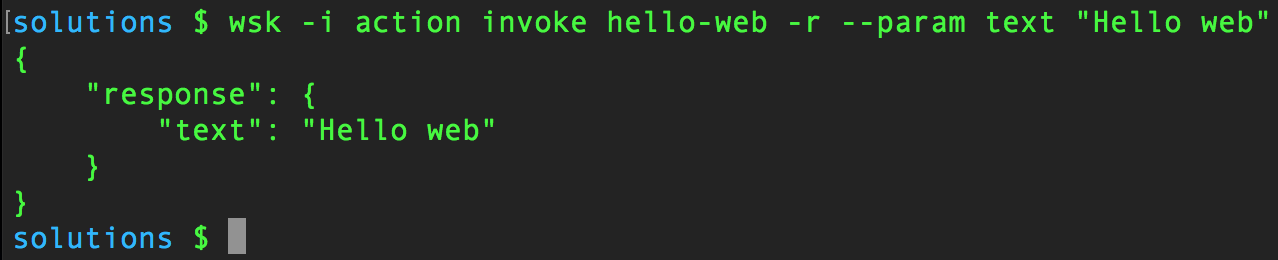 [solutions $ wsk -i action invoke hello-web -r --param text "Hello web"
{
    "response": {
        "text": "Hello web"
    }
}
solutions $